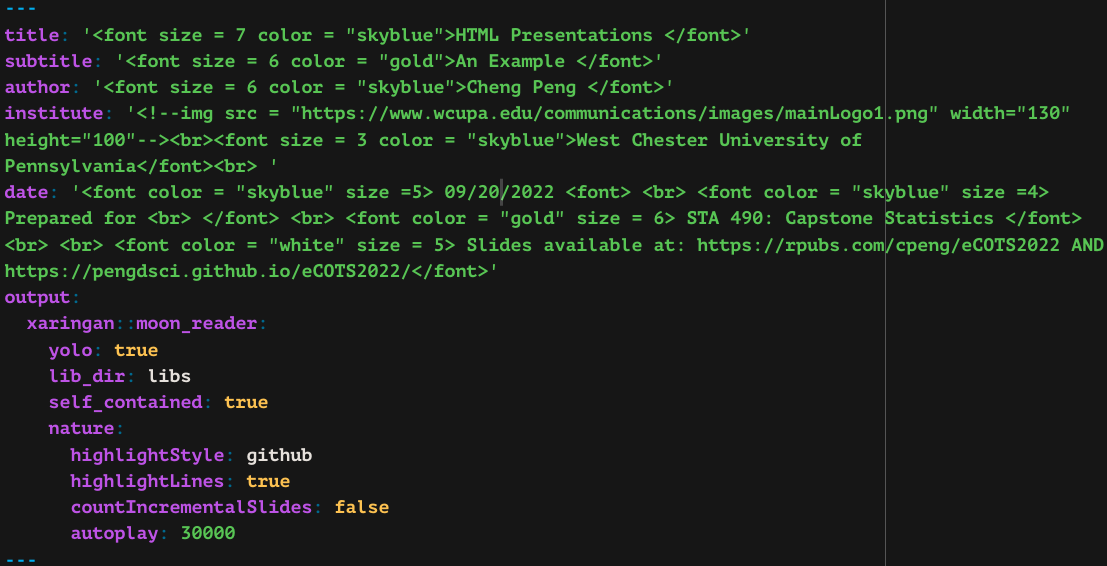 ---
title: '<font size = 7 color = "skyblue">HTML Presentations </font>'
subtitle: '<font size = 6 color = "gold">An Example </font>'
author: '<font size = 6 color = "skyblue">Cheng Peng </font>'
institute: '<!--img src = "https://www.wcupa.edu/communications/images/mainLogo1.png" width="130"
height="100"--><br><font size = 3 color = "skyblue">West Chester University of
Pennsylvania</font><br> '
date: '<font color = "skyblue" size =5> 09/20/2022 <font> <br> <font color = "skyblue" size =4>
Prepared for <br> </font> <br> <font color = "gold" size = 6> STA 490: Capstone Statistics </font>
<br> <br> <font color = "white" size = 5> Slides available at: https://rpubs.com/cpeng/eCOTS2022 AND
https://pengdsci.github.io/eCOTS2022/</font>'
output:
  xaringan::moon_reader:
    yolo: true
    lib_dir: libs
    self_contained: true
    nature:
      highlightStyle: github
      highlightLines: true
      countIncrementalSlides: false
      autoplay: 30000
---